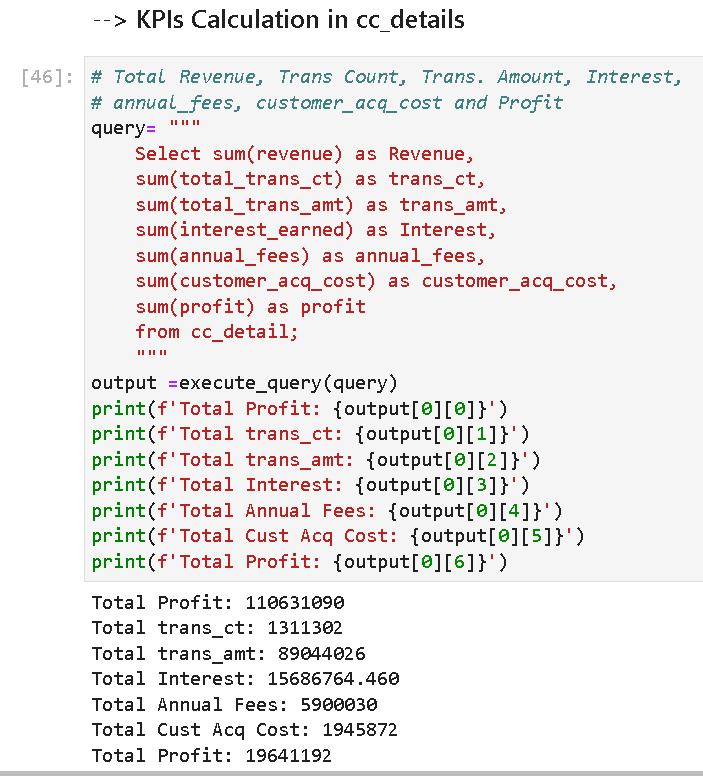 --> KPIs Calculation in cc_details
[46]: # Total Revenue, Trans Count, Trans. Amount, Interest,
# annual_fees, customer_acq_cost and Profit
query= """
    Select sum(revenue) as Revenue,
    sum(total_trans_ct) as trans_ct,
    sum(total_trans_amt) as trans_amt,
    sum(interest_earned) as Interest,
    sum(annual_fees) as annual_fees,
    sum(customer_acq_cost) as customer_acq_cost,
    sum(profit) as profit
    from cc_detail;
    """
output =execute_query(query)
print(f'Total Profit: {output[0][0]}')
print(f'Total trans_ct: {output[0][1]}')
print(f'Total trans_amt: {output[0][2]}')
print(f'Total Interest: {output[0][3]}')
print(f'Total Annual Fees: {output[0][4]}')
print(f'Total Cust Acq Cost: {output[0][5]}')
print(f'Total Profit: {output[0][6]}')
Total Profit: 110631090
Total trans_ct: 1311302
Total trans_amt: 89044026
Total Interest: 15686764.460
Total Annual Fees: 5900030
Total Cust Acq Cost: 1945872
Total Profit: 19641192